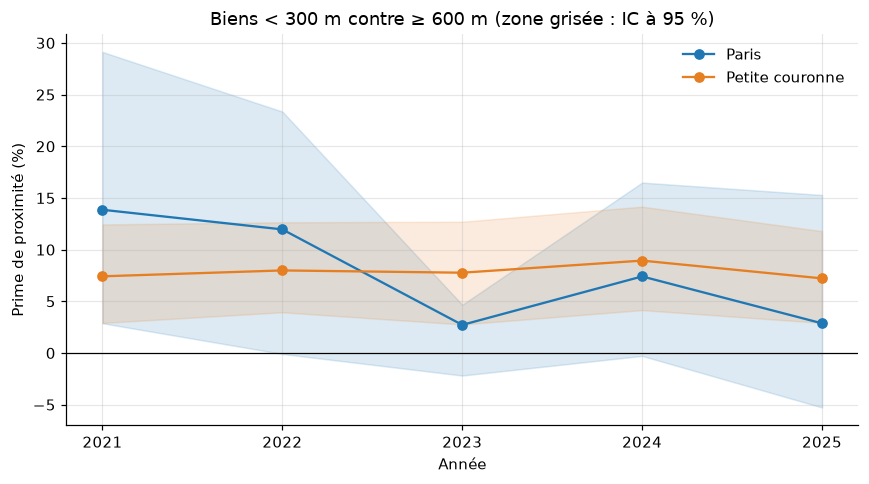 Biens < 300 m contre ≥ 600 m (zone grisée : IC à 95 %)
Paris
Petite couronne
Prime de proximité (%)
30
25
20
15
10
5
0
−5
2021 2022 2023 2024 2025
Année